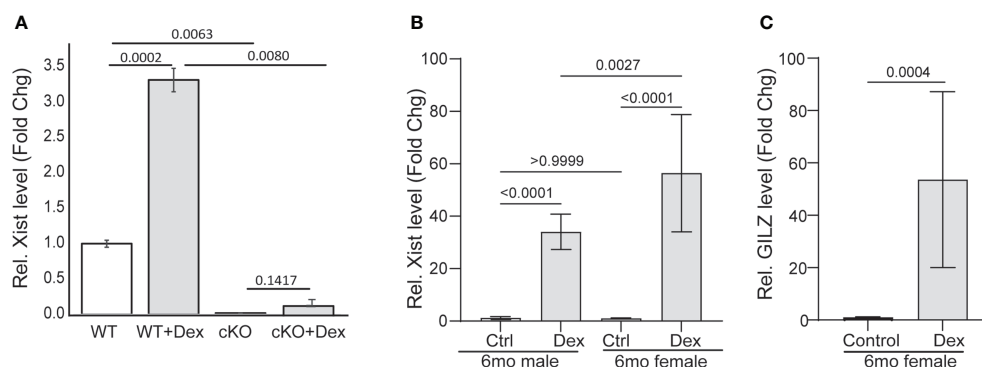 A
Rel. Xist level (Fold Chg)
3.5
3.0
2.5
2.0
1.5
1.0
0.5
0.0
0.0063
0.0002
0.0080
0.1417
WT
WT+Dex
cKO
cKO+Dex
B
Rel. Xist level (Fold Chg)
100
80
60
40
20
0
0.0027
<0.0001
>0.9999
<0.0001
Ctrl
Dex
Ctrl
Dex
6mo male
6mo female
C
Rel. GILZ level (Fold Chg)
100
80
60
40
20
0
0.0004
Control
Dex
6mo female